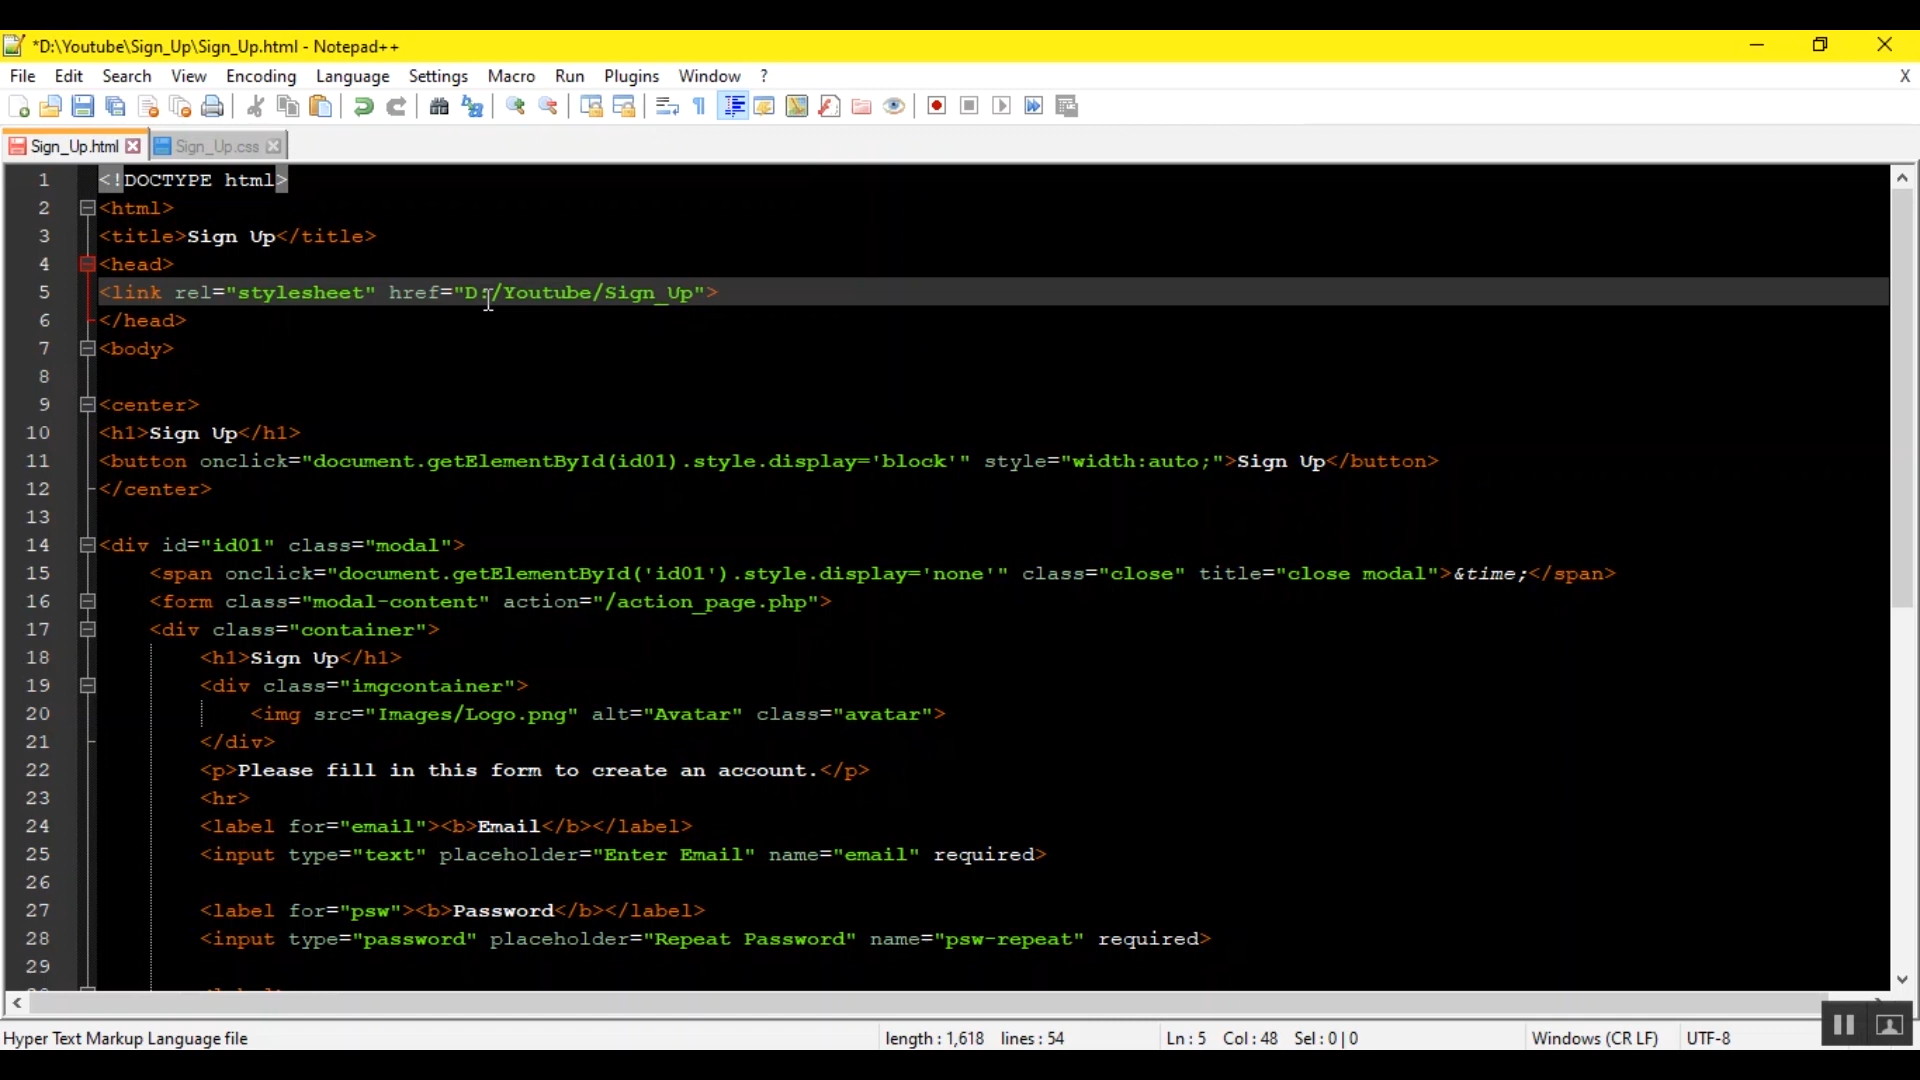 *D:\Youtube\Sign_Up\Sign_Up.html - Notepad++
File Edit Search View Encoding Language Settings Macro Run Plugins Window ? X
Sign_Up.html Sign_Up.css
1 <!DOCTYPE html>
2 <html>
3 <title>Sign Up</title>
4 <head>
5 <link rel="stylesheet" href="D:/Youtube/Sign_Up">
6 </head>
7 <body>
8
9 <center>
10 <h1>Sign Up</h1>
11 <button onclick="document.getElementById(id01).style.display='block'" style="width:auto;">Sign Up</button>
12 </center>
13
14 <div id="id01" class="modal">
15 <span onclick="document.getElementById('id01').style.display='none'" class="close" title="close modal">&time;</span>
16 <form class="modal-content" action="/action_page.php">
17 <div class="container">
18 <h1>Sign Up</h1>
19 <div class="imgcontainer">
20 <img src="Images/Logo.png" alt="Avatar" class="avatar">
21 </div>
22 <p>Please fill in this form to create an account.</p>
23 <hr>
24 <label for="email"><b>Email</b></label>
25 <input type="text" placeholder="Enter Email" name="email" required>
26
27 <label for="psw"><b>Password</b></label>
28 <input type="password" placeholder="Repeat Password" name="psw-repeat" required>
29
Hyper Text Markup Language file length : 1,618 lines : 54 Ln : 5 Col : 48 Sel : 0 | 0 Windows (CR LF) UTF-8